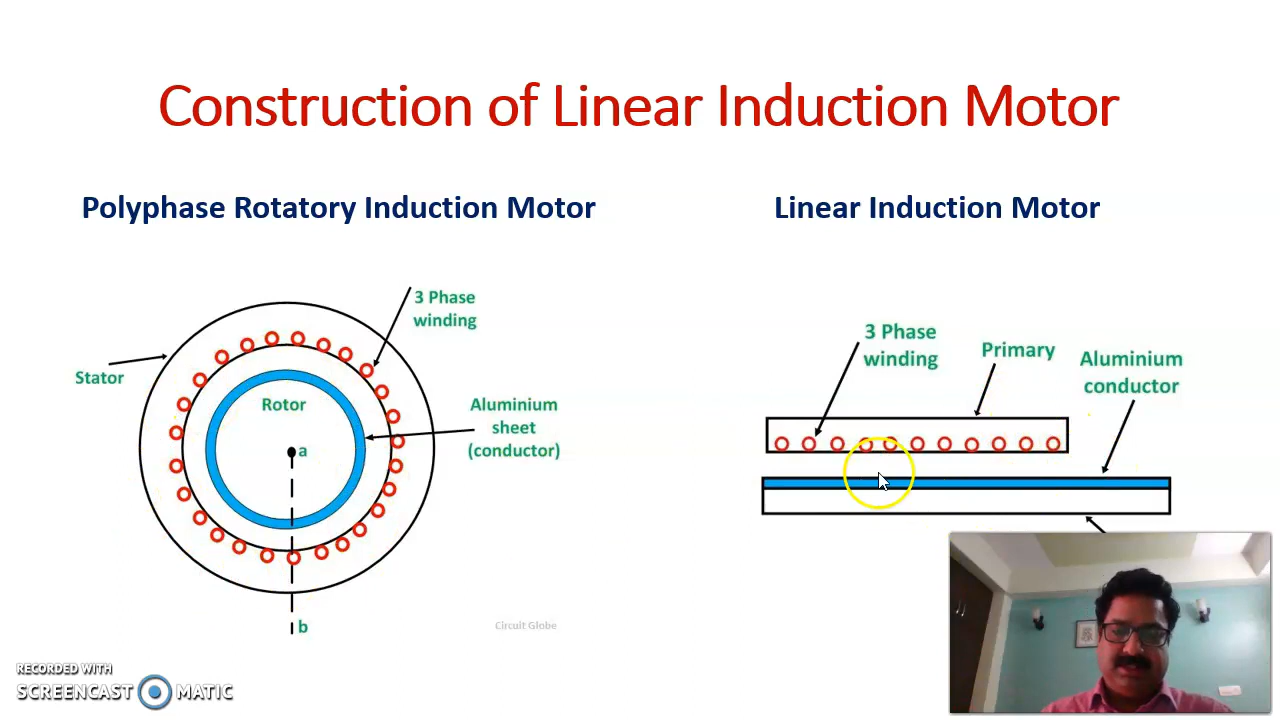 Construction of Linear Induction Motor
Polyphase Rotatory Induction Motor
Linear Induction Motor
3 Phase
winding
Stator
Rotor
Aluminium
sheet
(conductor)
a
b
Circuit Globe
3 Phase
winding
Primary
Aluminium
conductor
RECORDED WITH
SCREENCAST MATIC